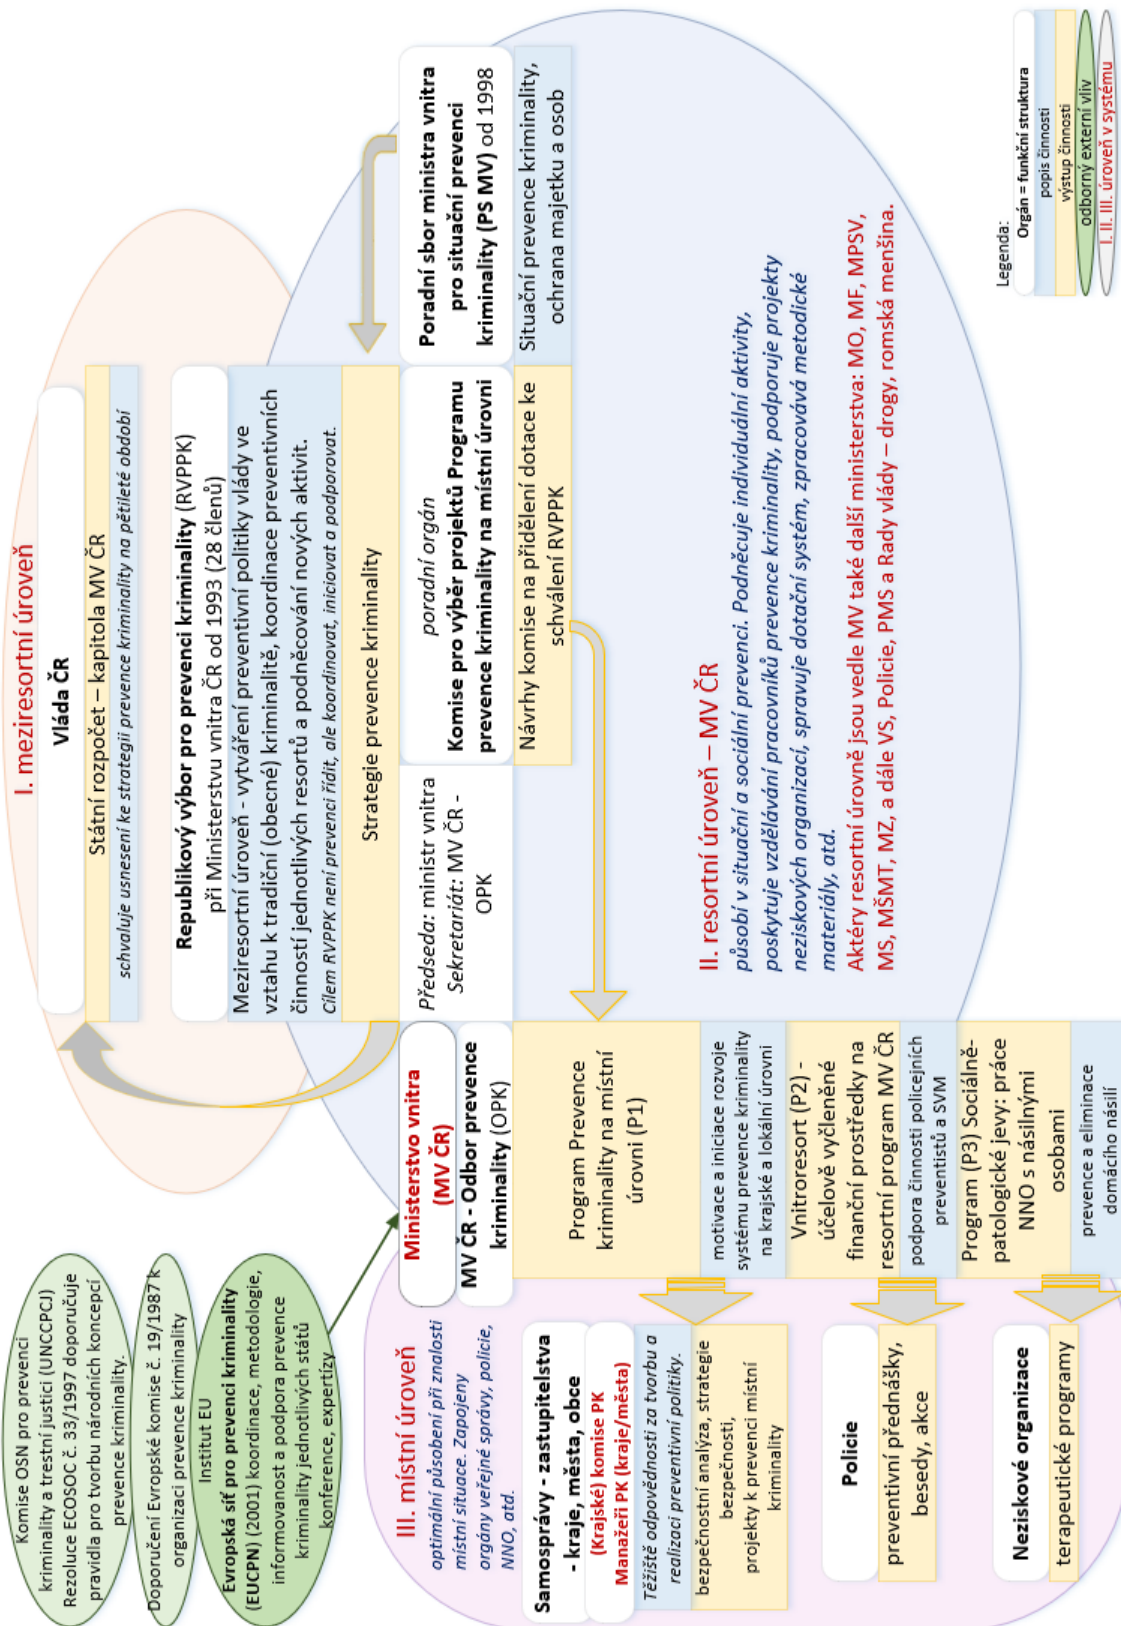 Komise OSN pro prevenci
kriminality a trestní justici (UNCCPCJ)
Rezoluce ECOSOC č. 33/1997 doporučuje
pravidla pro tvorbu národních koncepcí
prevence kriminality.
Doporučení Evropské komise č. 19/1987 k
organizaci prevence kriminality
Institut EU
Evropská síť pro prevenci kriminality
(EUCPN) (2001) koordinace, metodologie,
informovanost a podpora prevence
kriminality jednotlivých států
konference, expertízy
I. meziresortní úroveň
Vláda ČR
Státní rozpočet – kapitola MV ČR
schvaluje usnesení ke strategii prevence kriminality na pětileté období
Republikový výbor pro prevenci kriminality (RVPPK)
při Ministerstvu vnitra ČR od 1993 (28 členů)
Meziresortní úroveň - vytváření preventivní politiky vlády ve
vztahu k tradiční (obecné) kriminalitě, koordinace preventivních
činností jednotlivých resortů a podněcování nových aktivit.
Cílem RVPPK není prevenci řídit, ale koordinovat, iniciovat a podporovat.
Strategie prevence kriminality
Předseda: ministr vnitra
Sekretariát: MV ČR -
OPK
poradní orgán
Komise pro výběr projektů Programu
prevence kriminality na místní úrovni
Návrhy komise na přidělení dotace ke
schválení RVPPK
Poradní sbor ministra vnitra
pro situační prevenci
kriminality (PS MV) od 1998
Situační prevence kriminality,
ochrana majetku a osob
Ministerstvo vnitra
(MV ČR)
MV ČR - Odbor prevence
kriminality (OPK)
Program Prevence
kriminality na místní
úrovni (P1)
motivace a iniciace rozvoje
systému prevence kriminality
na krajské a lokální úrovni
Vnitroresort (P2) -
účelově vyčleněné
finanční prostředky na
resortní program MV ČR
podpora činnosti policejních
preventistů a SVM
Program (P3) Sociálně-
patologické jevy: práce
NNO s násilnými
osobami
prevence a eliminace
domácího násilí
II. resortní úroveň – MV ČR
působí v situační a sociální prevenci. Podněcuje individuální aktivity,
poskytuje vzdělávání pracovníků prevence kriminality, podporuje projekty
neziskových organizací, spravuje dotační systém, zpracovává metodické
materiály, atd.
Aktéry resortní úrovně jsou vedle MV také další ministerstva: MO, MF, MPSV,
MS, MŠMT, MZ, a dále VS, Policie, PMS a Rady vlády – drogy, romská menšina.
III. místní úroveň
optimální působení při znalosti
místní situace. Zapojeny
orgány veřejné správy, policie,
NNO, atd.
Samosprávy - zastupitelstva
- kraje, města, obce
(Krajské) komise PK
Manažeři PK (kraje/města)
Těžiště odpovědnosti za tvorbu a
realizaci preventivní politiky.
bezpečnostní analýza, strategie
bezpečnosti,
projekty k prevenci místní
kriminality
Policie
preventivní přednášky,
besedy, akce
Neziskové organizace
terapeutické programy
Legenda:
Orgán = funkční struktura
popis činnosti
výstup činnosti
odborný externí vliv
I. II. III. úroveň v systému